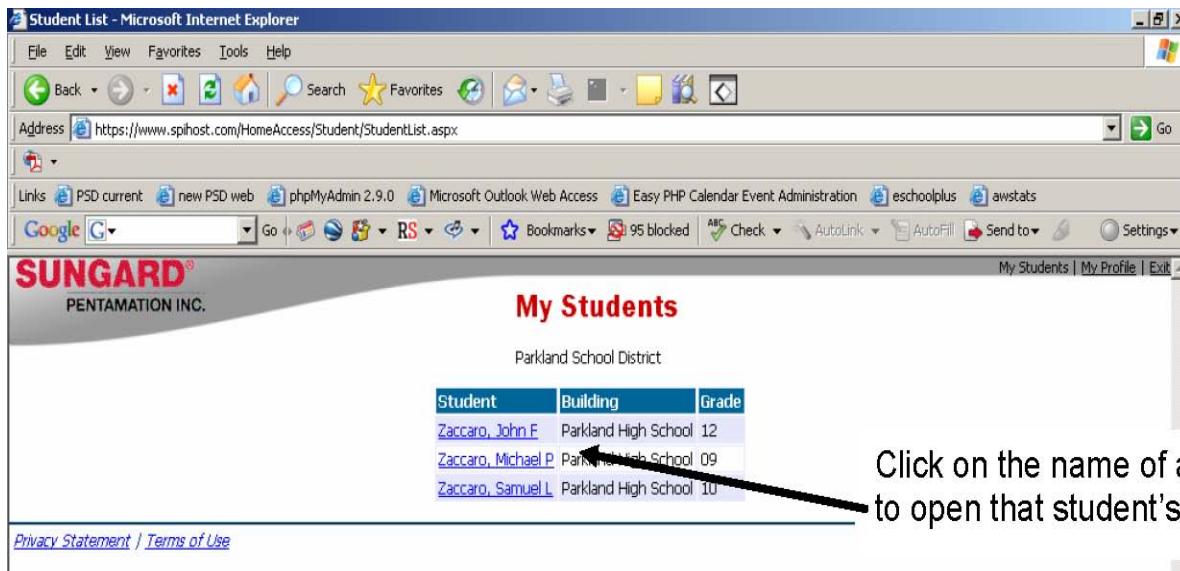 Student List - Microsoft Internet Explorer
File Edit View Favorites Tools Help
Back Search Favorites
Address https://www.spihost.com/HomeAccess/Student/StudentList.aspx Go
Links PSD current new PSD web phpMyAdmin 2.9.0 Microsoft Outlook Web Access Easy PHP Calendar Event Administration eschoolplus awstats
Google G Go RS Bookmarks 95 blocked ABC Check AutoLink AutoFill Send to Settings
SUNGARD®
PENTAMATION INC.
My Students | My Profile | Exit
My Students
Parkland School District
Student Building Grade
Zaccaro, John F Parkland High School 12
Zaccaro, Michael P Parkland High School 09
Zaccaro, Samuel L Parkland High School 10
Click on the name of a
to open that student's
Privacy Statement / Terms of Use